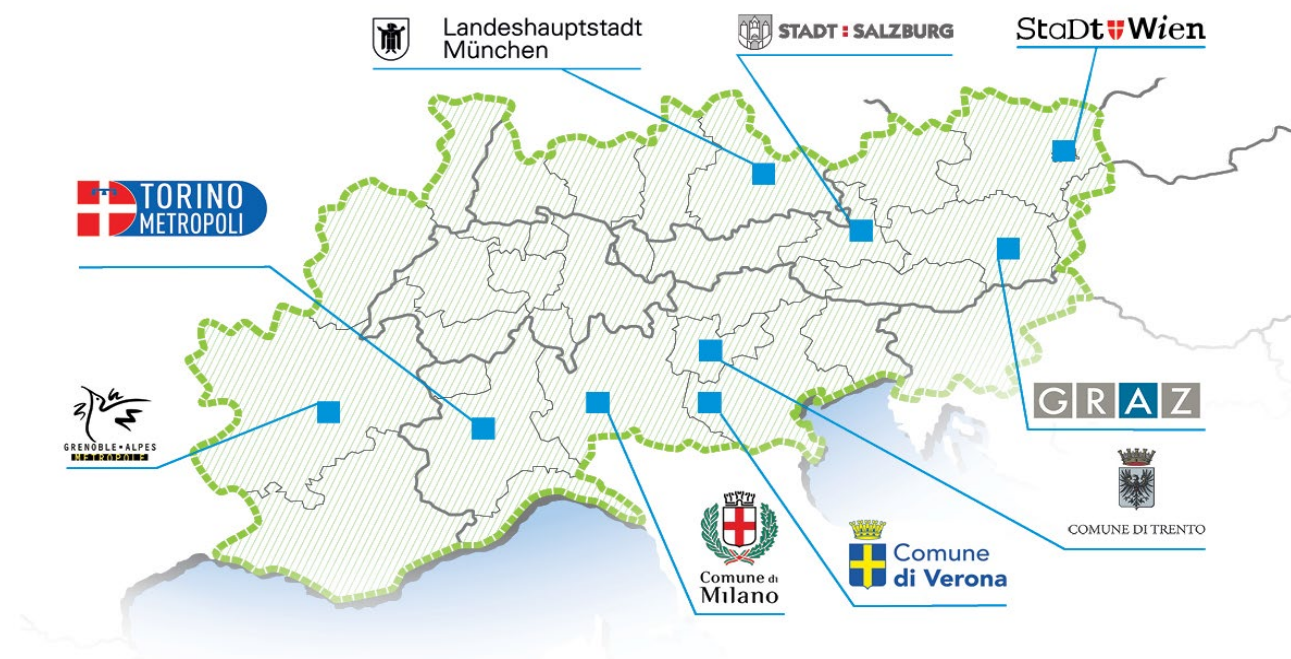 Landeshauptstadt
München
STADT : SALZBURG
StaDt Wien
TORINO
METROPOLI
GRENOBLE-ALPES
METROPOLE
GRAZ
COMUNE DI TRENTO
Comune di
Milano
Comune
di Verona